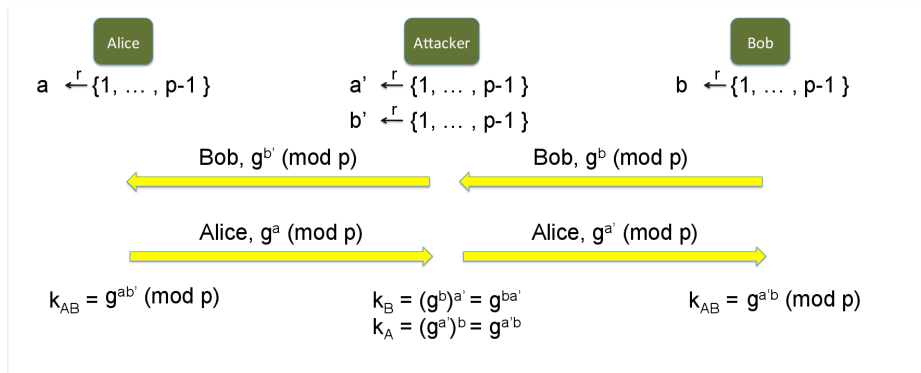 Alice Attacker Bob
a ←r {1, … , p-1 } a’ ←r {1, … , p-1 } b ←r {1, … , p-1 }
b’ ←r {1, … , p-1 }
Bob, g^b’ (mod p) Bob, g^b (mod p)
Alice, g^a (mod p) Alice, g^a’ (mod p)
k_AB = g^ab’ (mod p) k_B = (g^b)^a’ = g^ba’ k_AB = g^a’b (mod p)
k_A = (g^a’)^b = g^a’b